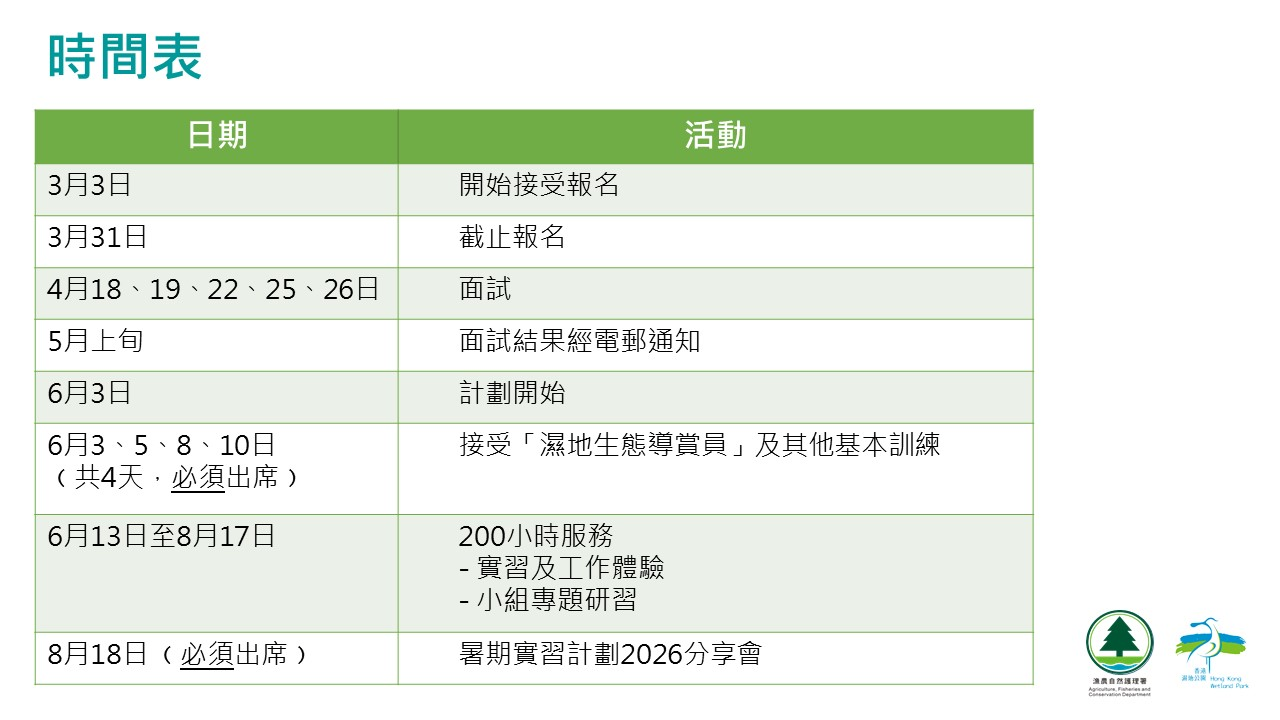 時間表
日期 活動
3月3日 開始接受報名
3月31日 截止報名
4月18、19、22、25、26日 面試
5月上旬 面試結果經電郵通知
6月3日 計劃開始
6月3、5、8、10日 接受「濕地生態導賞員」及其他基本訓練
（共4天，必須出席）
6月13日至8月17日 200小時服務
- 實習及工作體驗
- 小組專題研習
8月18日（必須出席） 暑期實習計劃2026分享會
漁農自然護理署
Agriculture, Fisheries and
Conservation Department
香港
濕地公園
Hong Kong
Wetland Park